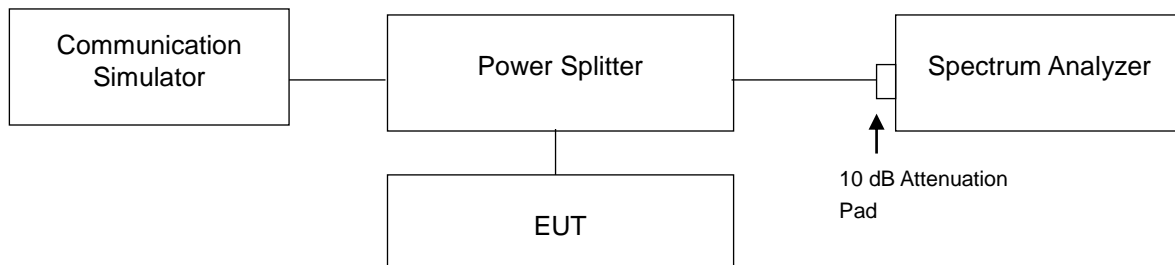 Communication
Simulator
Power Splitter
Spectrum Analyzer
10 dB Attenuation
Pad
EUT